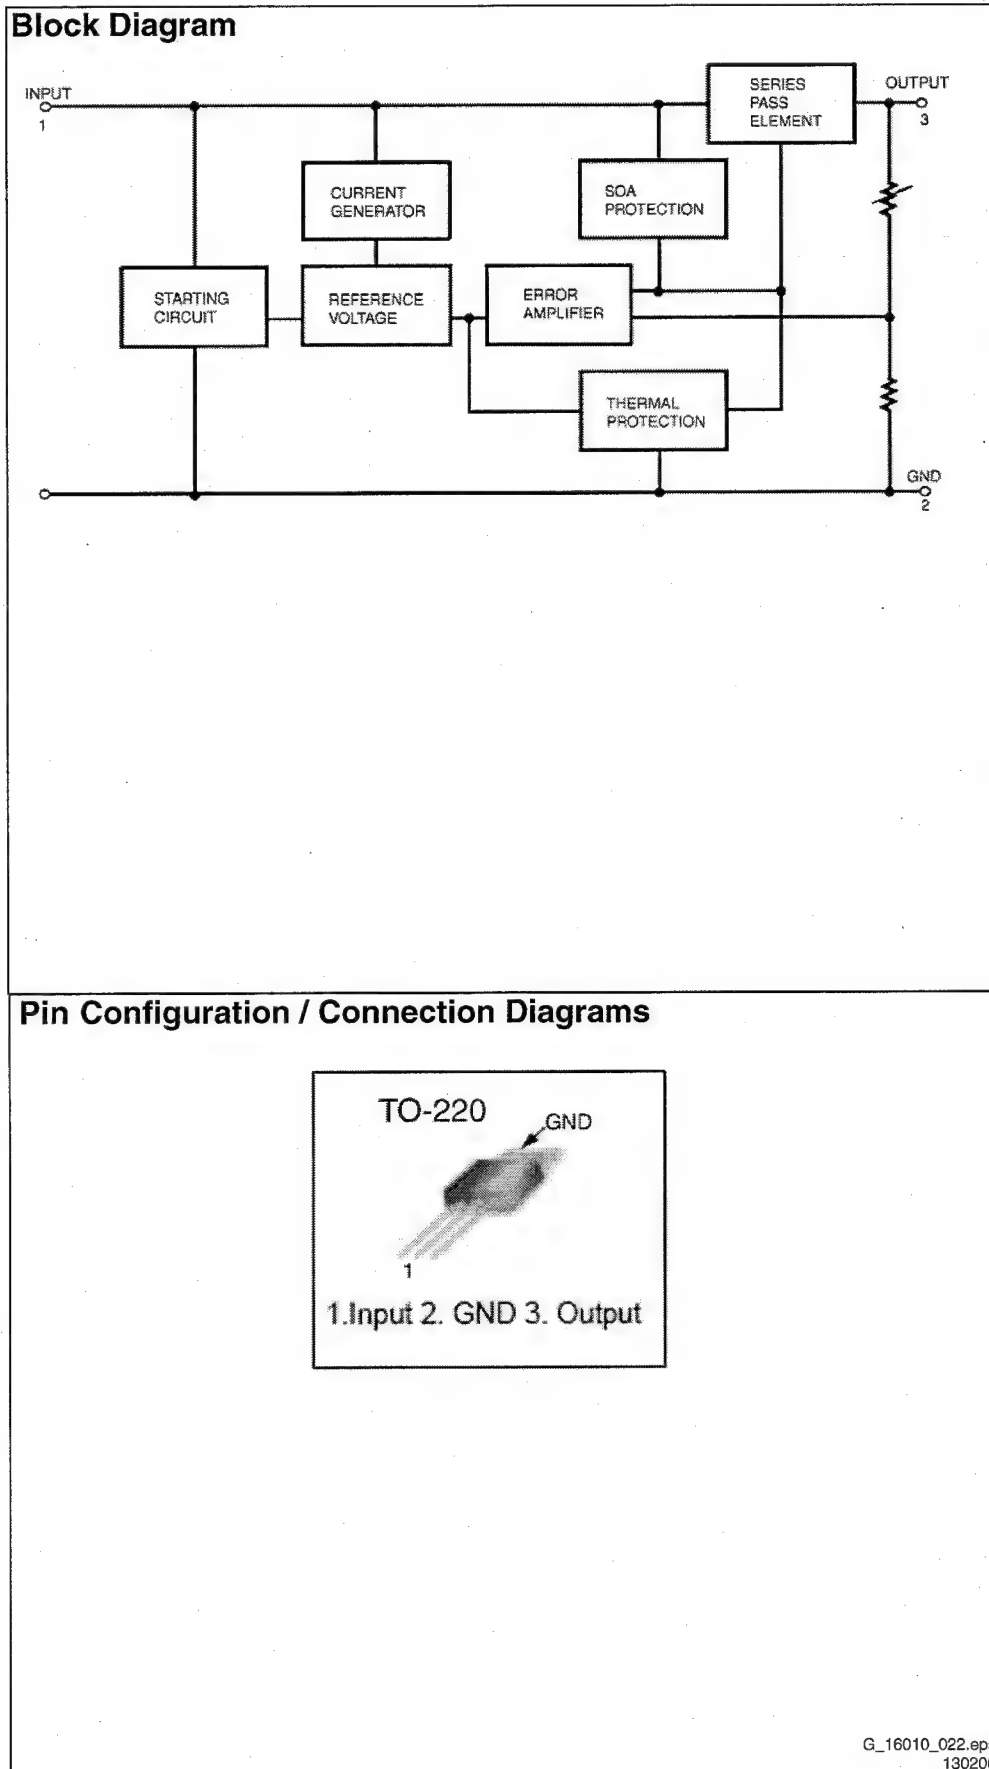 Block Diagram
INPUT
1
SERIES
PASS
ELEMENT
OUTPUT
3
CURRENT
GENERATOR
SOA
PROTECTION
STARTING
CIRCUIT
REFERENCE
VOLTAGE
ERROR
AMPLIFIER
THERMAL
PROTECTION
GND
2
Pin Configuration / Connection Diagrams
TO-220
GND
1
1.Input 2. GND 3. Output
G_16010_022.eps